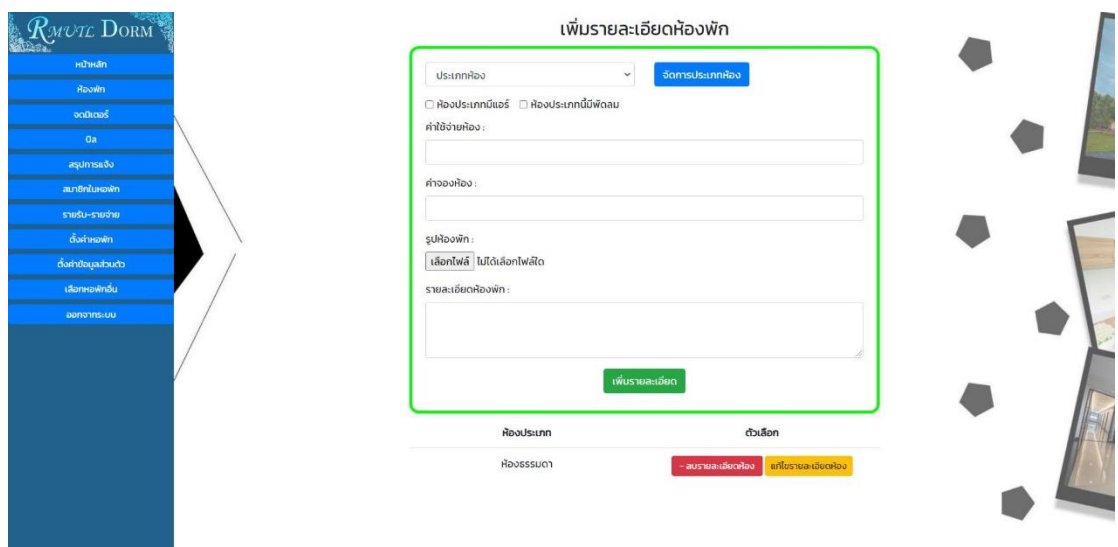 RMUTL DORM
หน้าหลัก
ห้องพัก
จดมิเตอร์
บิล
สรุปการแจ้ง
สมาชิกในหอพัก
รายรับ-รายจ่าย
ตั้งค่าหอพัก
ตั้งค่าข้อมูลส่วนตัว
เลือกหอพักอื่น
ออกจากระบบ
เพิ่มรายละเอียดห้องพัก
ประเภทห้อง จัดการประเภทห้อง
ห้องประเภทมีแอร์ ห้องประเภทนี้มีพัดลม
ค่าใช้จ่ายห้อง :
ค่าจองห้อง :
รูปห้องพัก :
เลือกไฟล์ ไม่ได้เลือกไฟล์ใด
รายละเอียดห้องพัก :
เพิ่มรายละเอียด
ห้องประเภท ตัวเลือก
ห้องธรรมดา - ลบรายละเอียดห้อง แก้ไขรายละเอียดห้อง